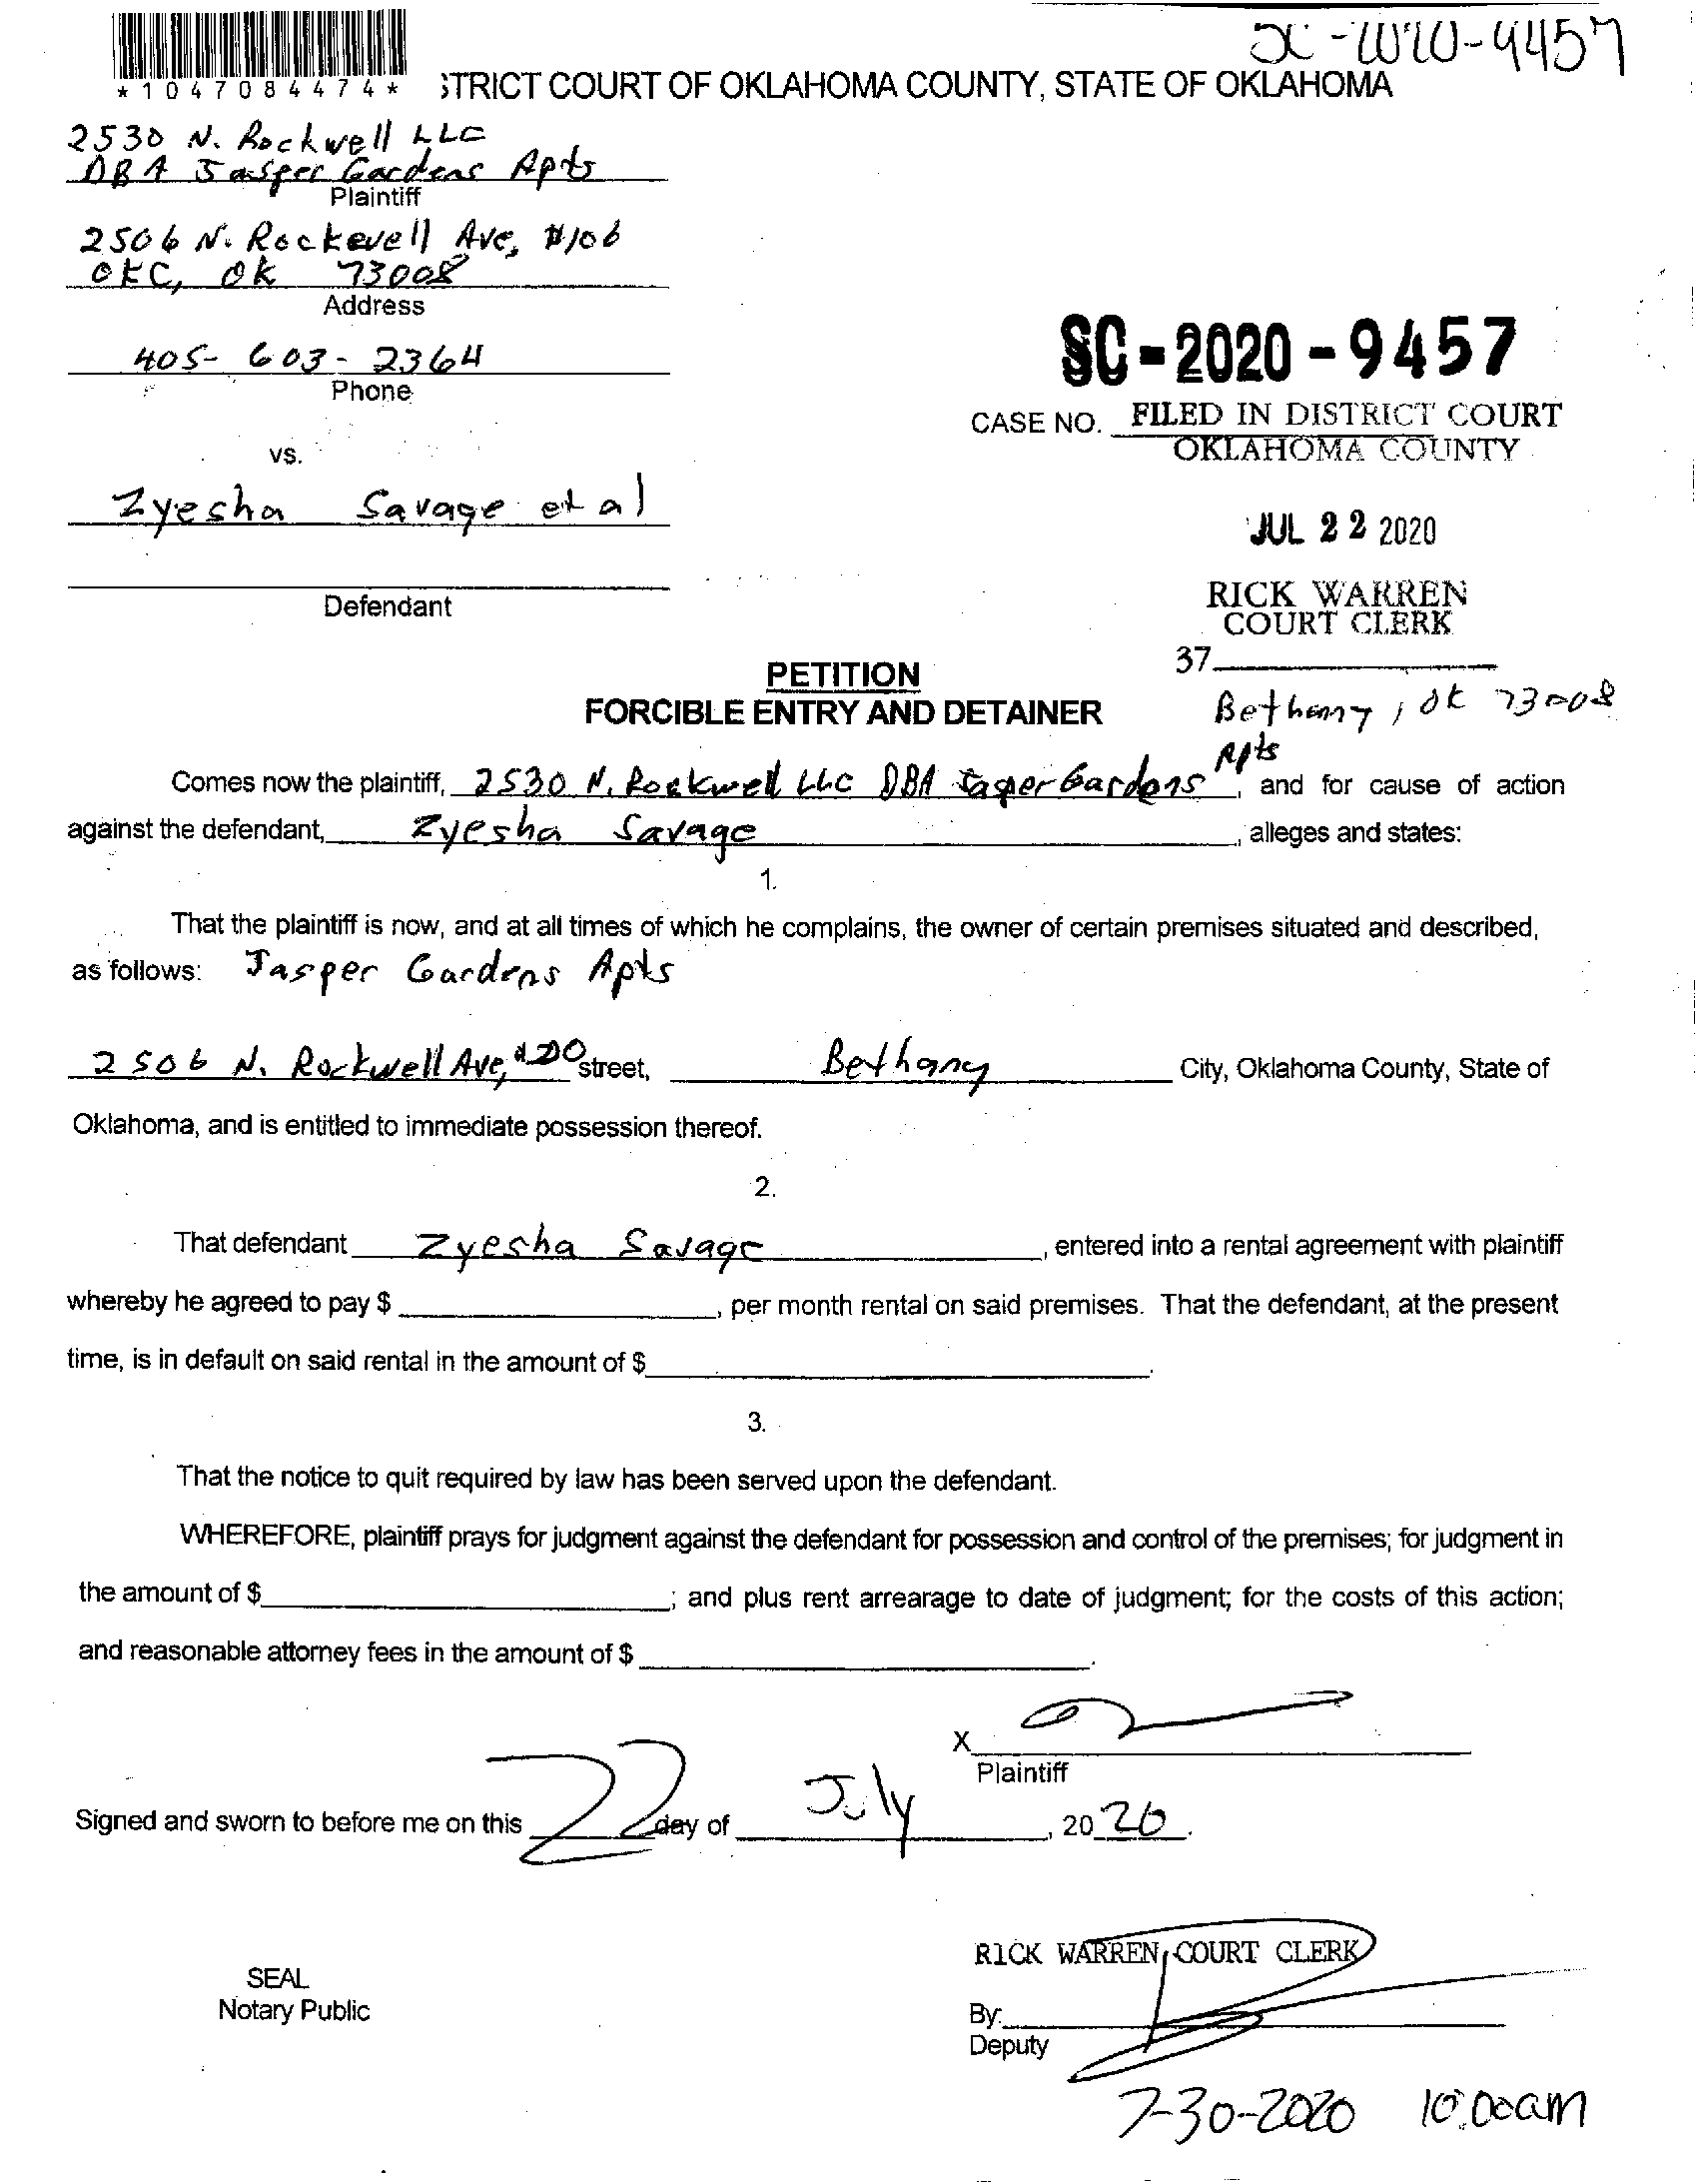 SC-2020-9457
*1047084474*
STRICT COURT OF OKLAHOMA COUNTY, STATE OF OKLAHOMA
2530 N. Rockwell LLC
DBA Jasper Gardens Apts
Plaintiff
2506 N. Rockwell Ave, #106
OKC, OK 73008
Address
405-603-2364
Phone
SC-2020-9457
CASE NO. FILED IN DISTRICT COURT
OKLAHOMA COUNTY
vs.
Zyesha Savage et al
JUL 22 2020
Defendant
RICK WARREN
COURT CLERK
37
PETITION
FORCIBLE ENTRY AND DETAINER
Bethany, OK 73008
Comes now the plaintiff, 2530 N. Rockwell LLC DBA Jasper Gardens Apts, and for cause of action
against the defendant, Zyesha Savage, alleges and states:
1.
That the plaintiff is now, and at all times of which he complains, the owner of certain premises situated and described,
as follows: Jasper Gardens Apts
2506 N. Rockwell Ave, street, Bethany City, Oklahoma County, State of
Oklahoma, and is entitled to immediate possession thereof.
2.
That defendant Zyesha Savage, entered into a rental agreement with plaintiff
whereby he agreed to pay $ , per month rental on said premises. That the defendant, at the present
time, is in default on said rental in the amount of $ .
3.
That the notice to quit required by law has been served upon the defendant.
WHEREFORE, plaintiff prays for judgment against the defendant for possession and control of the premises; for judgment in
the amount of $ ; and plus rent arrearage to date of judgment; for the costs of this action;
and reasonable attorney fees in the amount of $ .
X
Plaintiff
Signed and sworn to before me on this 22 day of July, 2020.
RICK WARREN, COURT CLERK
SEAL
Notary Public
By:
Deputy
7-30-2020 10:00am